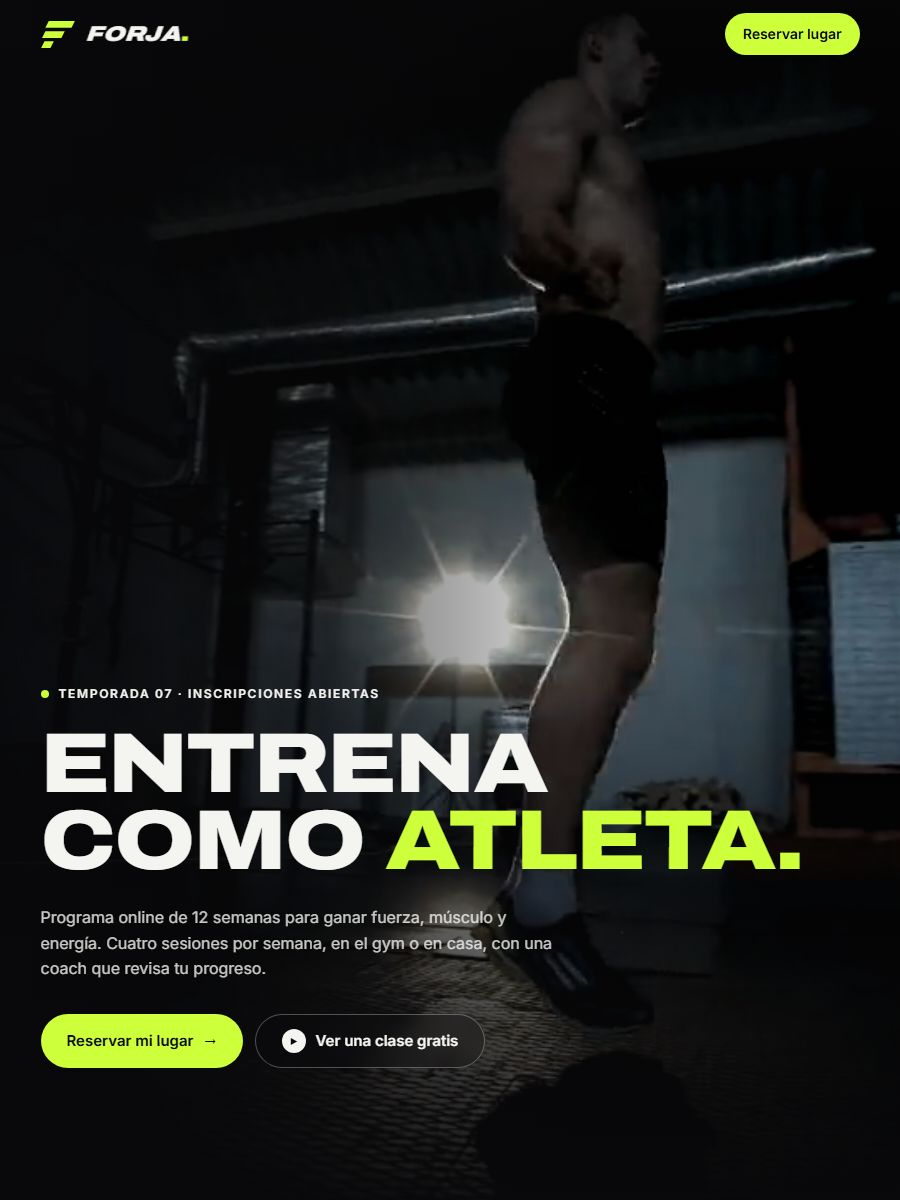 FORJA.
Reservar lugar
TEMPORADA 07 · INSCRIPCIONES ABIERTAS
ENTRENA
COMO ATLETA.
Programa online de 12 semanas para ganar fuerza, músculo y
energía. Cuatro sesiones por semana, en el gym o en casa, con una
coach que revisa tu progreso.
Reservar mi lugar →
Ver una clase gratis